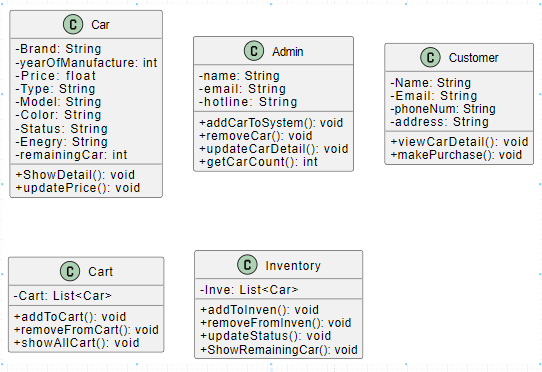 C Car
-Brand: String
-yearOfManufacture: int
-Price: float
-Type: String
-Model: String
-Color: String
-Status: String
-Enegry: String
-remainingCar: int
+ShowDetail(): void
+updatePrice(): void
C Admin
-name: String
-email: String
-hotline: String
+addCarToSystem(): void
+removeCar(): void
+updateCarDetail(): void
+getCarCount(): int
C Customer
-Name: String
-Email: String
-phoneNum: String
-address: String
+viewCarDetail(): void
+makePurchase(): void
C Cart
-Cart: List<Car>
+addToCart(): void
+removeFromCart(): void
+showAllCart(): void
C Inventory
-Inve: List<Car>
+addToInven(): void
+removeFromInven(): void
+updateStatus(): void
+ShowRemainingCar(): void